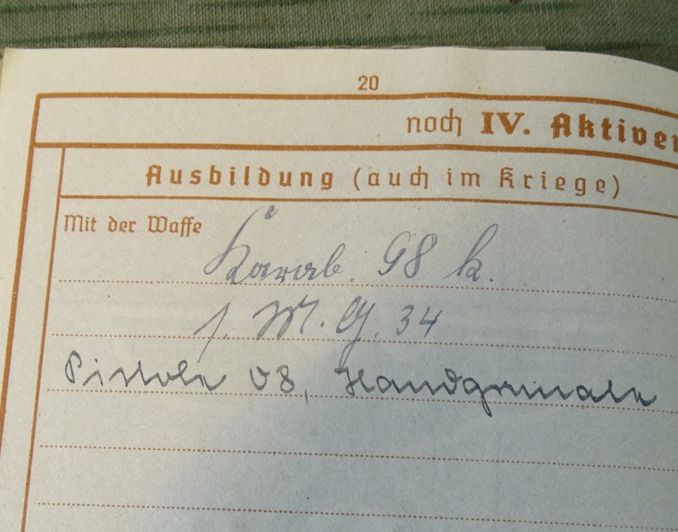 20
noch IV. Aktiver
Ausbildung (auch im Kriege)
Mit der Waffe
Karab. 98 k.
l. M. G. 34
Pistole 08, Handgranate